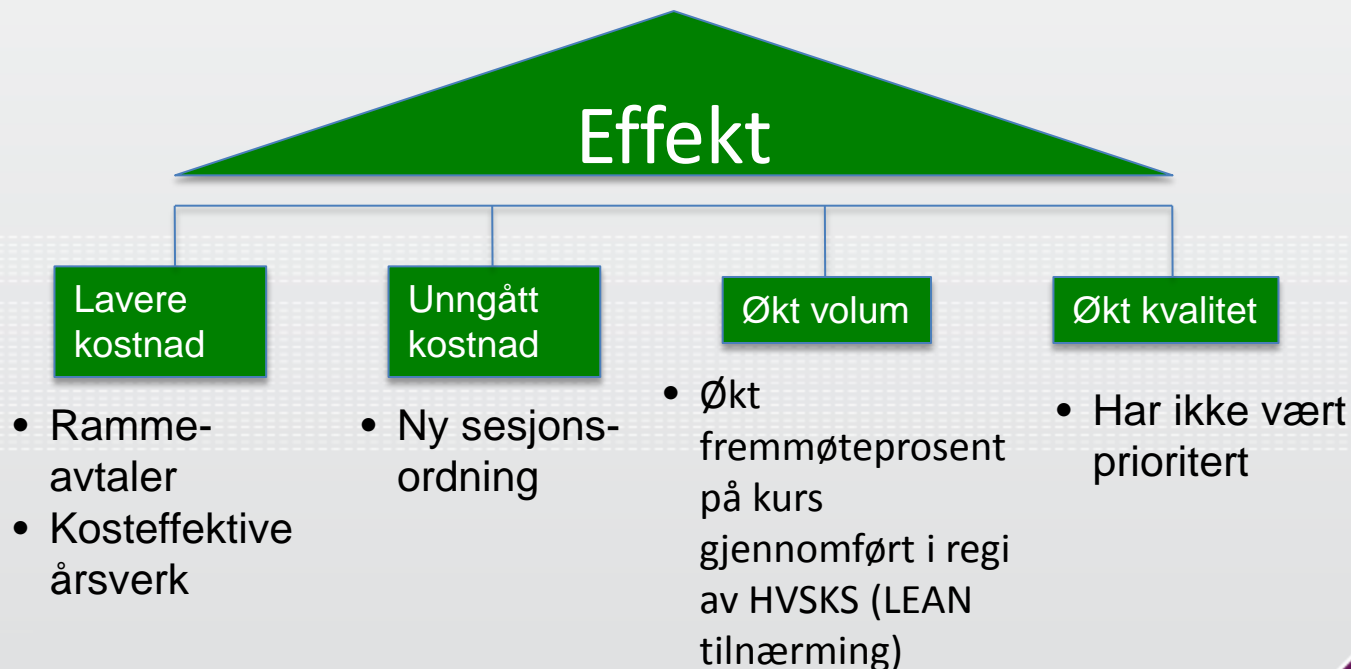 Effekt
Lavere
kostnad
• Ramme-
avtaler
• Kosteffektive
årsverk
Unngått
kostnad
• Ny sesjons-
ordning
Økt volum
• Økt
fremmøteprosent
på kurs
gjennomført i regi
av HVSKS (LEAN
tilnærming)
Økt kvalitet
• Har ikke vært
prioritert